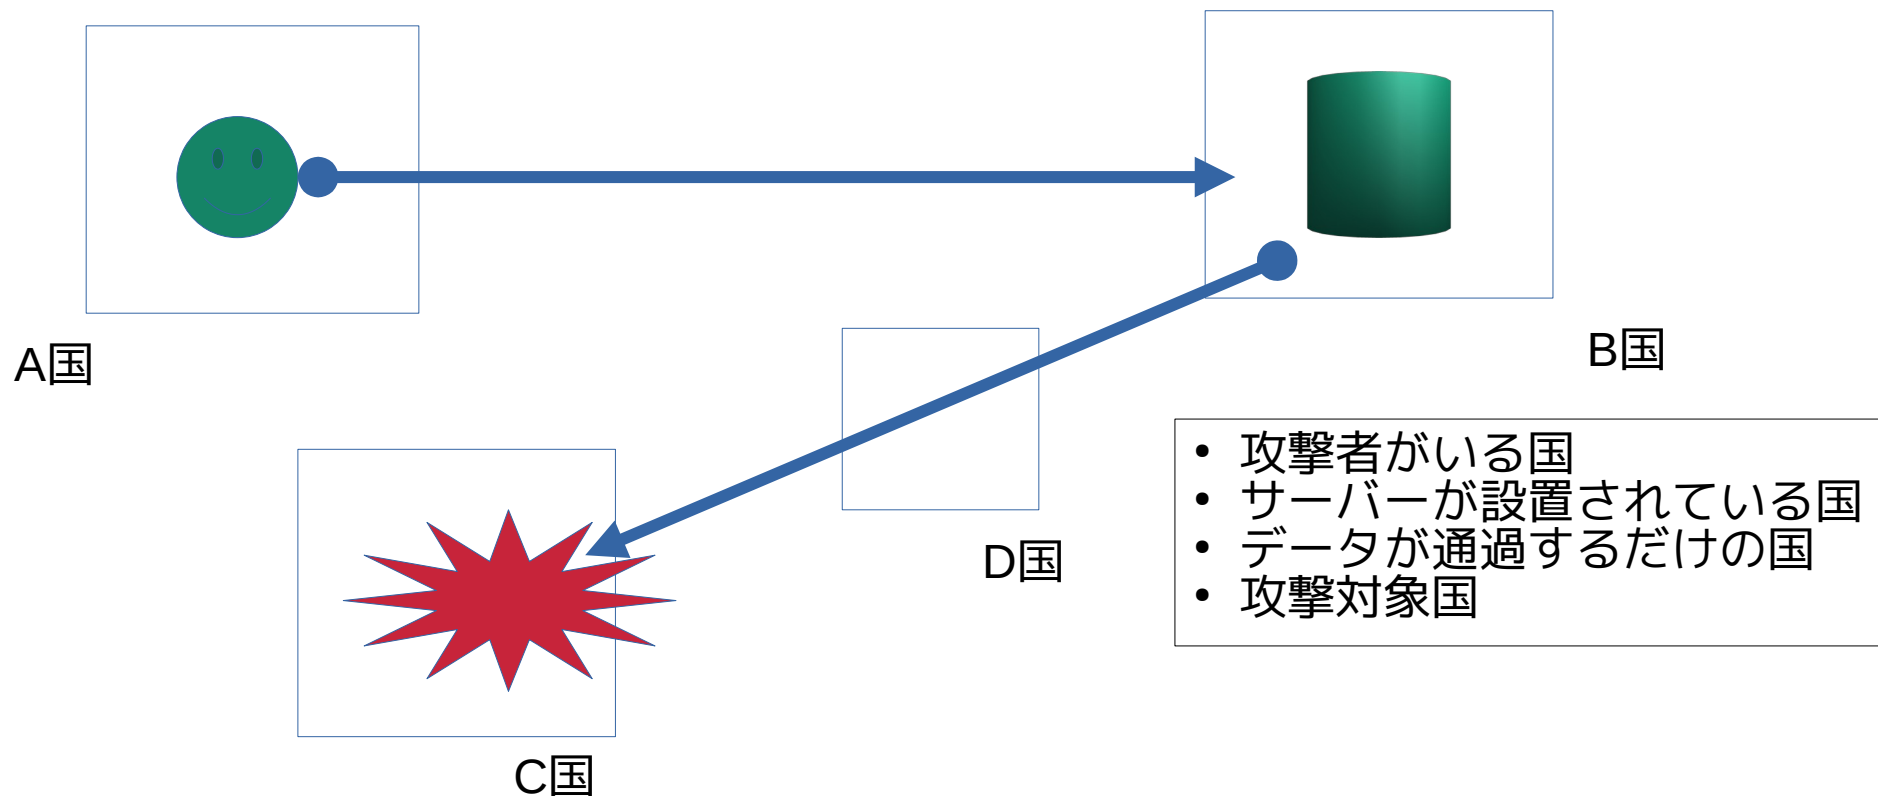 A国
B国
• 攻撃者がいる国
• サーバーが設置されている国
• データが通過するだけの国
• 攻撃対象国
D国
C国